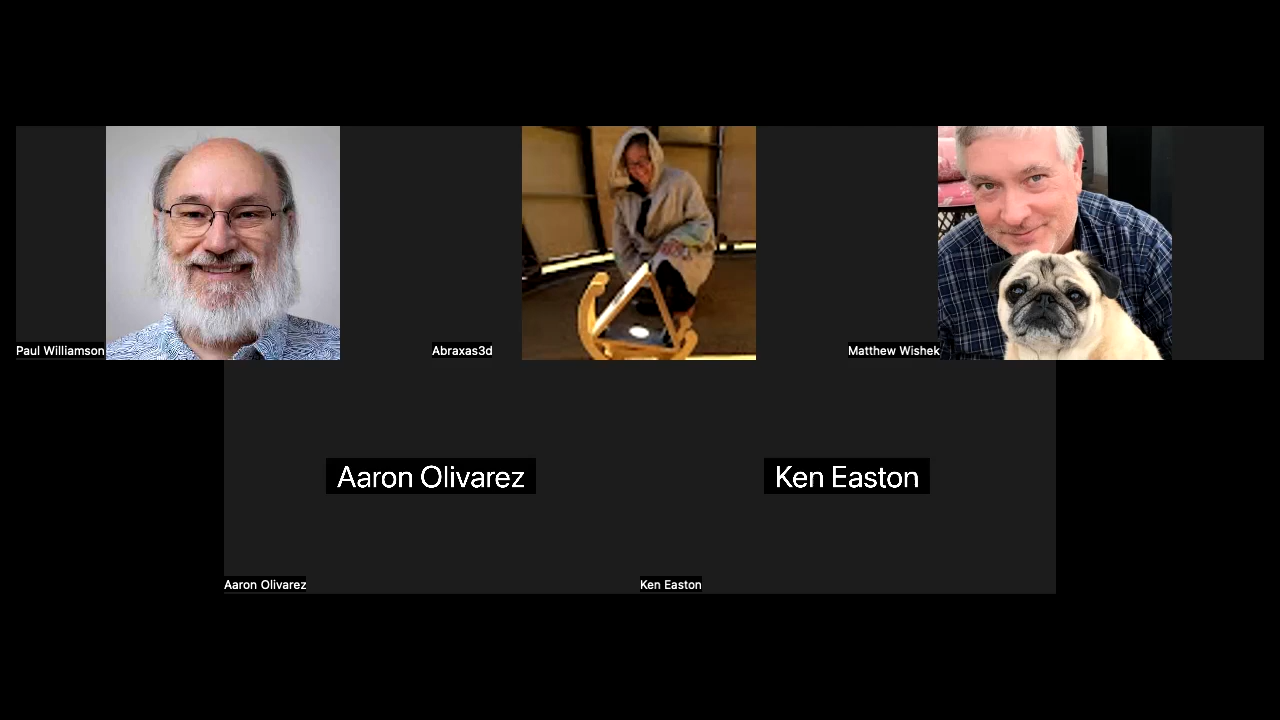 Paul Williamson
Abraxas3d
Matthew Wishek
Aaron Olivarez
Ken Easton
Aaron Olivarez
Ken Easton